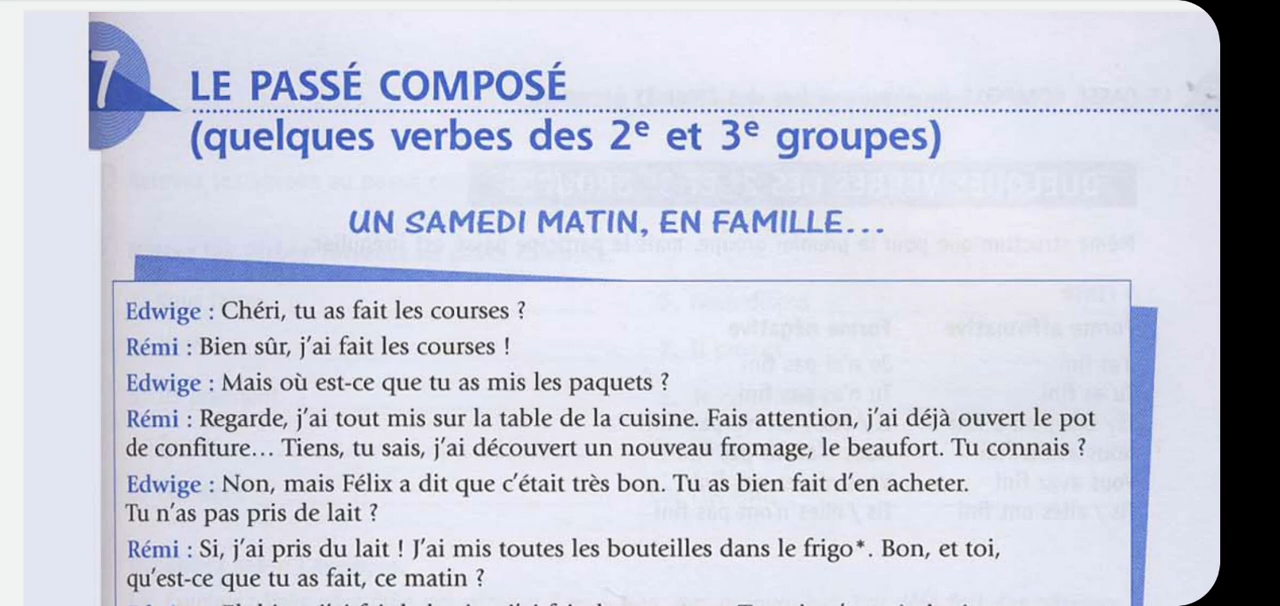 7
LE PASSÉ COMPOSÉ
(quelques verbes des 2e et 3e groupes)
UN SAMEDI MATIN, EN FAMILLE...
Edwige : Chéri, tu as fait les courses ?
Rémi : Bien sûr, j'ai fait les courses !
Edwige : Mais où est-ce que tu as mis les paquets ?
Rémi : Regarde, j'ai tout mis sur la table de la cuisine. Fais attention, j'ai déjà ouvert le pot
de confiture... Tiens, tu sais, j'ai découvert un nouveau fromage, le beaufort. Tu connais ?
Edwige : Non, mais Félix a dit que c'était très bon. Tu as bien fait d'en acheter.
Tu n'as pas pris de lait ?
Rémi : Si, j'ai pris du lait ! J'ai mis toutes les bouteilles dans le frigo*. Bon, et toi,
qu'est-ce que tu as fait, ce matin ?